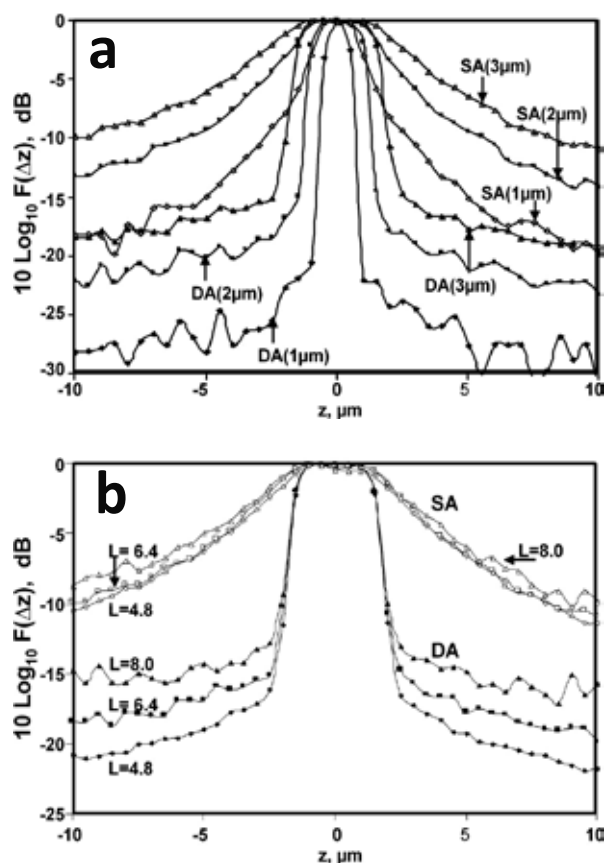 a
10 Log10 F(Δz), dB
0
-5
-10
-15
-20
-25
-30
SA(3μm)
SA(2μm)
SA(1μm)
DA(2μm)
DA(3μm)
DA(1μm)
-10
-5
0
5
10
z, μm
b
10 Log10 F(Δz), dB
0
-5
-10
-15
-20
-25
SA
L= 6.4
L=8.0
L=4.8
DA
L=8.0
L= 6.4
L=4.8
-10
-5
0
5
10
z, μm